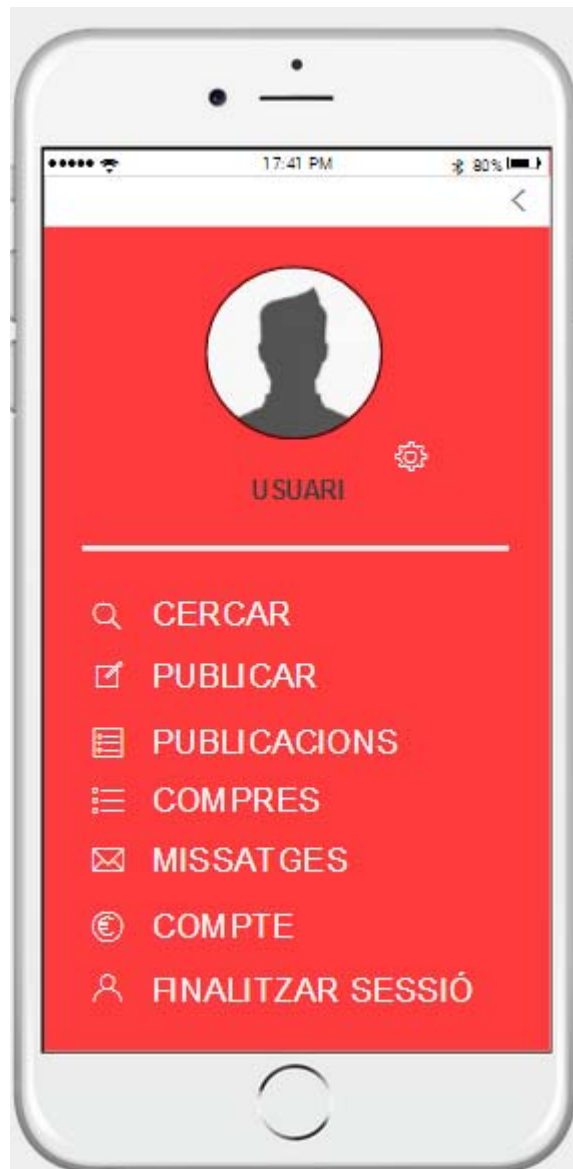 17:41 PM
80%
USUARI
CERCAR
PUBLICAR
PUBLICACIONS
COMPRES
MISSATGES
COMPTE
FINALITZAR SESSIÓ